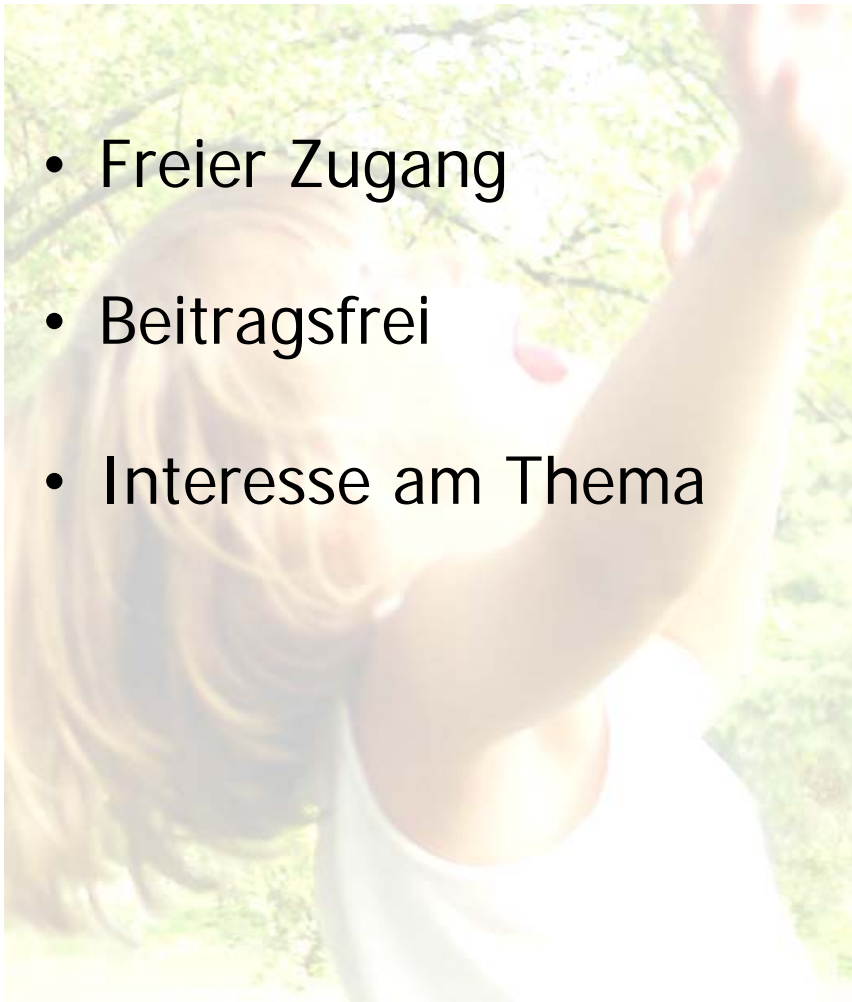 • Freier Zugang
• Beitragsfrei
• Interesse am Thema